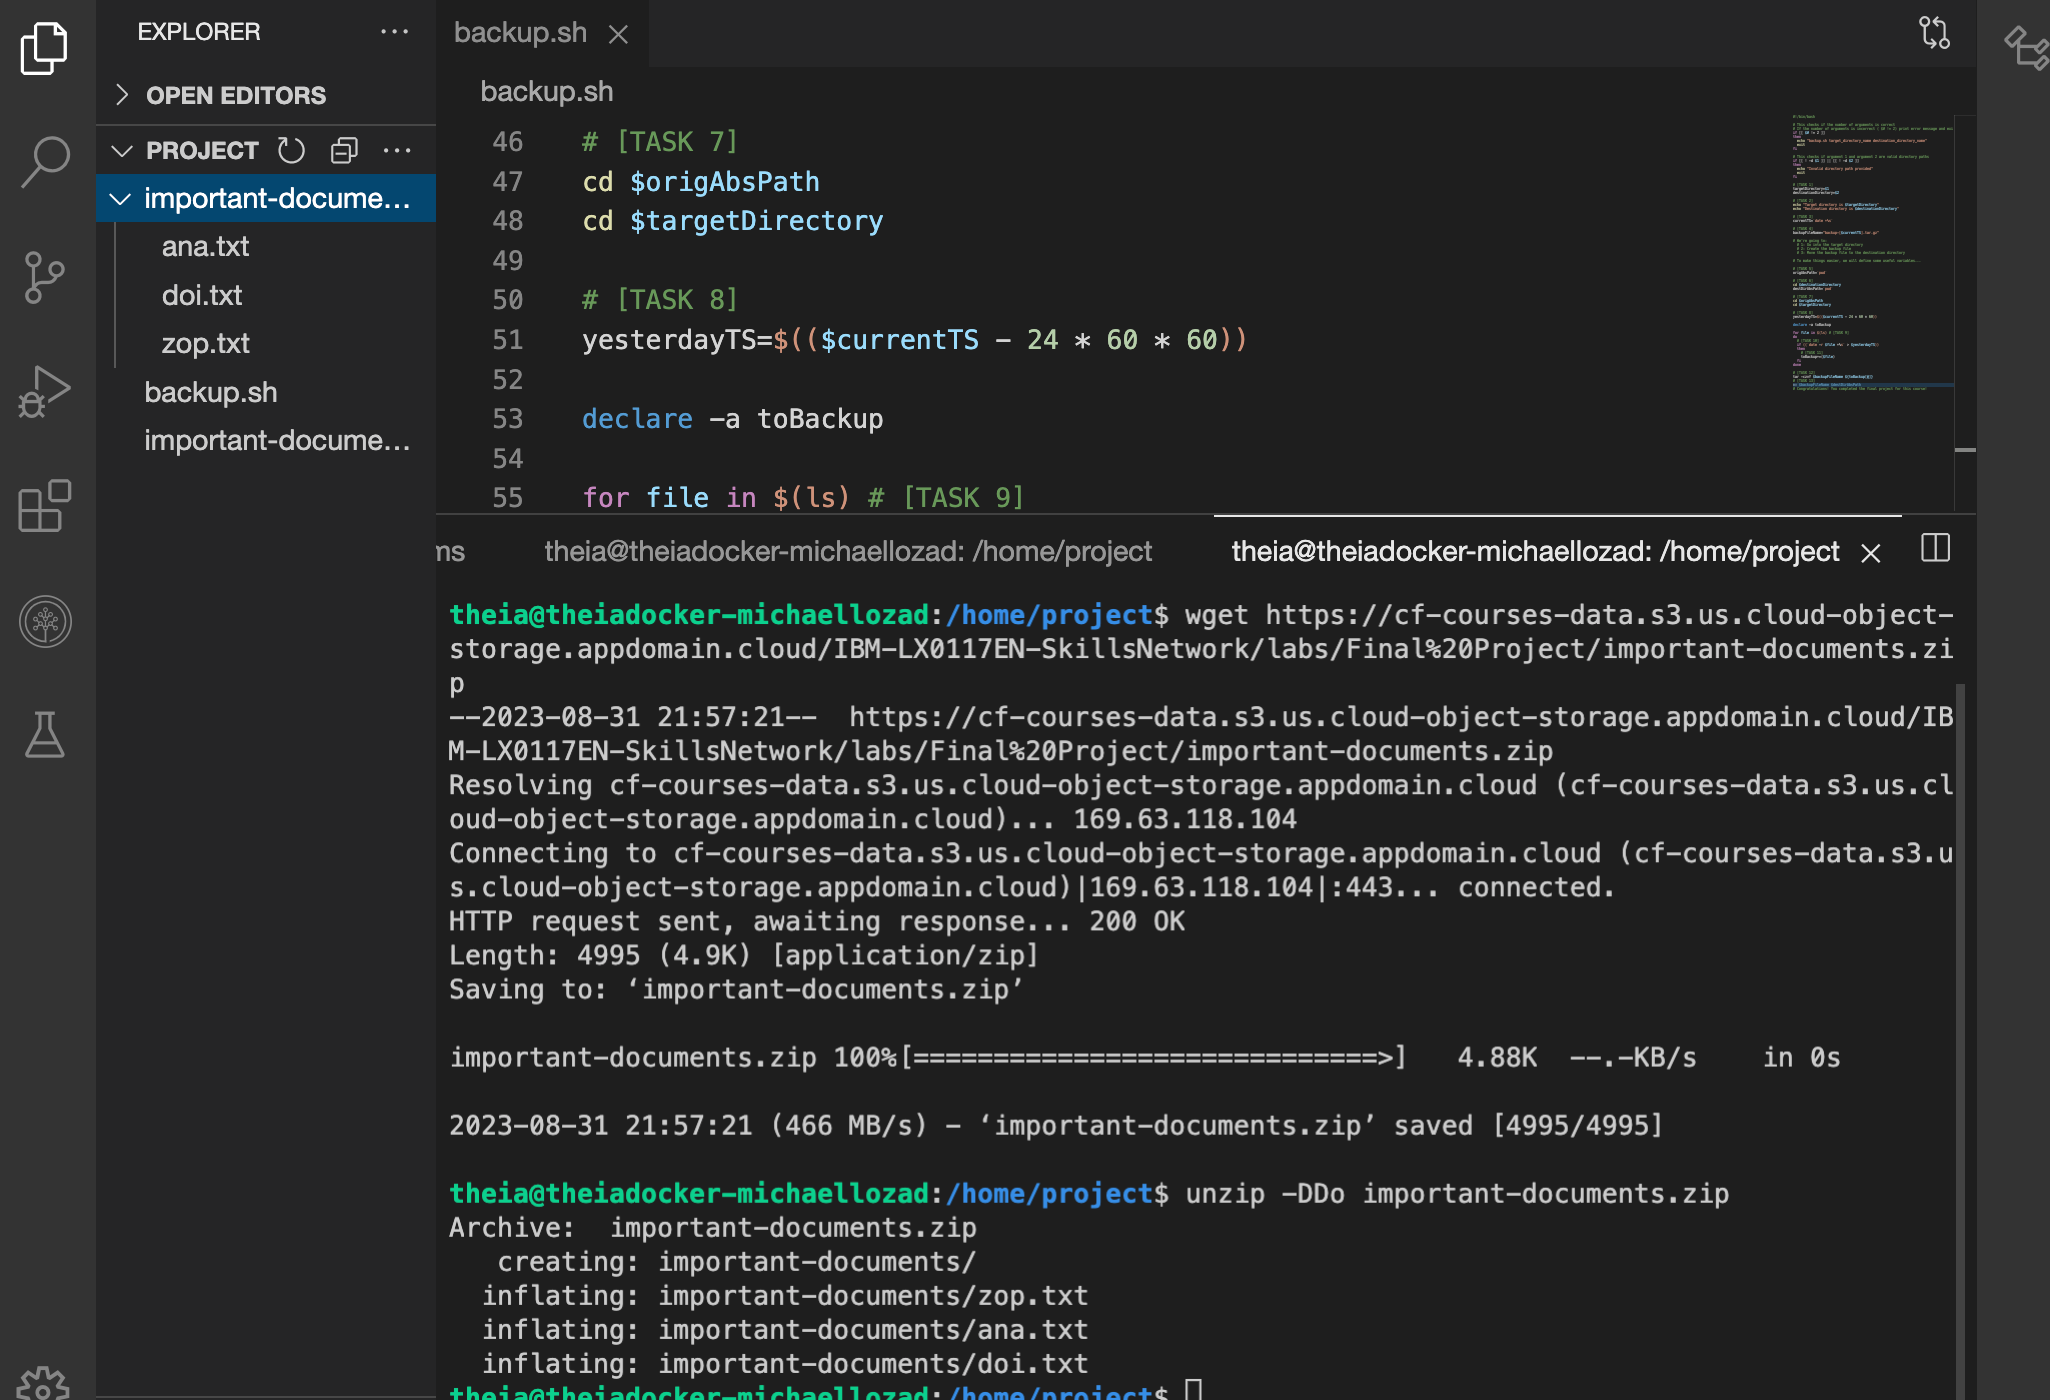 EXPLORER
OPEN EDITORS
PROJECT
important-docume...
ana.txt
doi.txt
zop.txt
backup.sh
important-docume...
backup.sh
backup.sh
46 # [TASK 7]
47 cd $origAbsPath
48 cd $targetDirectory
49
50 # [TASK 8]
51 yesterdayTS=$(($currentTS - 24 * 60 * 60))
52
53 declare -a toBackup
54
55 for file in $(ls) # [TASK 9]
ms theia@theiadocker-michaellozad: /home/project theia@theiadocker-michaellozad: /home/project
theia@theiadocker-michaellozad:/home/project$ wget https://cf-courses-data.s3.us.cloud-object-
storage.appdomain.cloud/IBM-LX0117EN-SkillsNetwork/labs/Final%20Project/important-documents.zi
p
--2023-08-31 21:57:21-- https://cf-courses-data.s3.us.cloud-object-storage.appdomain.cloud/IB
M-LX0117EN-SkillsNetwork/labs/Final%20Project/important-documents.zip
Resolving cf-courses-data.s3.us.cloud-object-storage.appdomain.cloud (cf-courses-data.s3.us.cl
oud-object-storage.appdomain.cloud)... 169.63.118.104
Connecting to cf-courses-data.s3.us.cloud-object-storage.appdomain.cloud (cf-courses-data.s3.u
s.cloud-object-storage.appdomain.cloud)|169.63.118.104|:443... connected.
HTTP request sent, awaiting response... 200 OK
Length: 4995 (4.9K) [application/zip]
Saving to: ‘important-documents.zip’
important-documents.zip 100%[=============================>] 4.88K --.-KB/s in 0s
2023-08-31 21:57:21 (466 MB/s) - ‘important-documents.zip’ saved [4995/4995]
theia@theiadocker-michaellozad:/home/project$ unzip -DDo important-documents.zip
Archive: important-documents.zip
creating: important-documents/
inflating: important-documents/zop.txt
inflating: important-documents/ana.txt
inflating: important-documents/doi.txt
theia@theiadocker-michaellozad:/home/project$